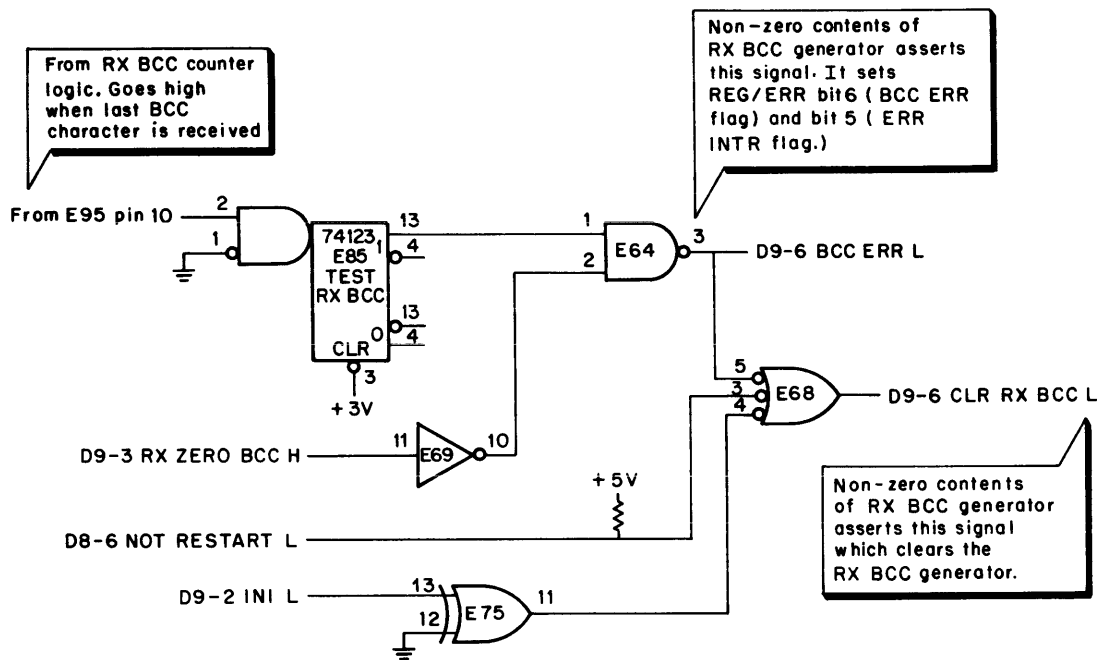 From RX BCC counter
logic. Goes high
when last BCC
character is received
Non-zero contents of
RX BCC generator asserts
this signal. It sets
REG/ERR bit 6 ( BCC ERR
flag) and bit 5 ( ERR
INTR flag.)
From E95 pin 10
2
1
74123
1
E85
TEST
RX BCC
0
CLR
13
4
13
4
3
+3V
1
2
E64
3
D9-6 BCC ERR L
5
3
4
E68
D9-6 CLR RX BCC L
D9-3 RX ZERO BCC H
11
E69
10
+5V
D8-6 NOT RESTART L
D9-2 INI L
13
12
E75
11
Non-zero contents
of RX BCC generator
asserts this signal
which clears the
RX BCC generator.